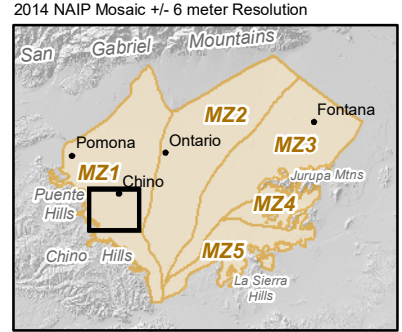 2014 NAIP Mosaic +/- 6 meter Resolution
San Gabriel Mountains
MZ2
Fontana
Pomona
Ontario
MZ3
MZ1
Jurupa Mtns
Puente
Hills
Chino
MZ4
Chino Hills
MZ5
La Sierra
Hills